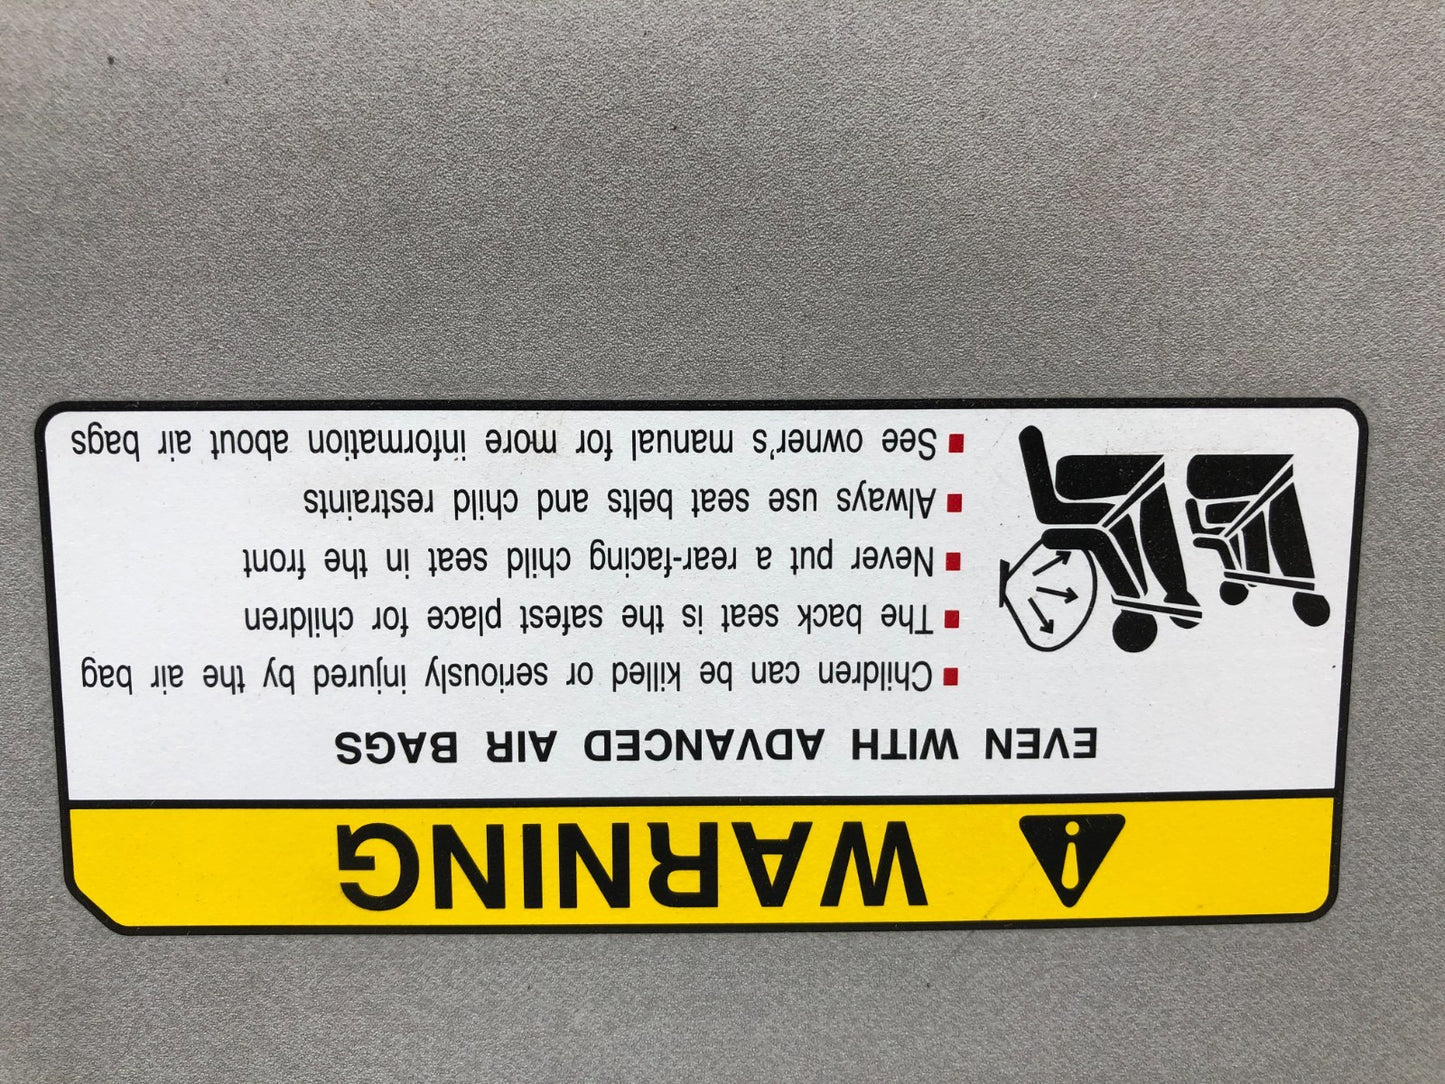 WARNING
EVEN WITH ADVANCED AIR BAGS
Children can be killed or seriously injured by the air bag
The back seat is the safest place for children
Never put a rear-facing child seat in the front
Always use seat belts and child restraints
See owner's manual for more information about air bags